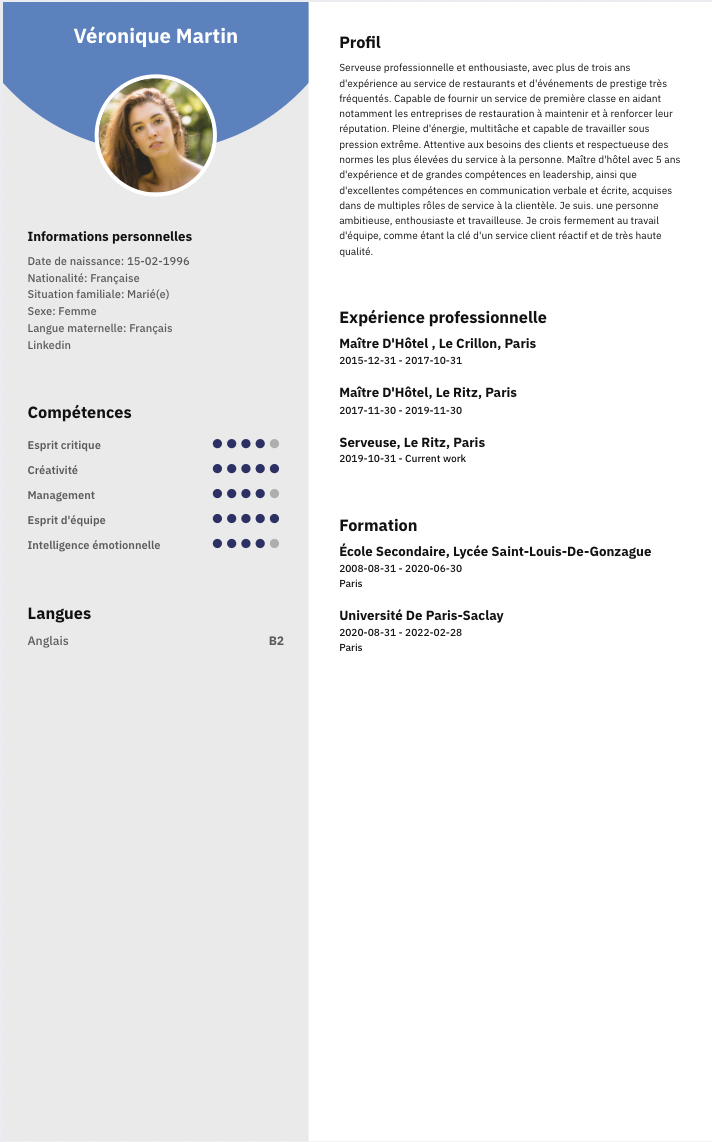 Véronique Martin
Informations personnelles
Date de naissance: 15-02-1996
Nationalité: Française
Situation familiale: Marié(e)
Sexe: Femme
Langue maternelle: Français
Linkedin
Compétences
Esprit critique
Créativité
Management
Esprit d'équipe
Intelligence émotionnelle
Langues
Anglais B2
Profil
Serveuse professionnelle et enthousiaste, avec plus de trois ans
d'expérience au service de restaurants et d'événements de prestige très
fréquentés. Capable de fournir un service de première classe en aidant
notamment les entreprises de restauration à maintenir et à renforcer leur
réputation. Pleine d'énergie, multitâche et capable de travailler sous
pression extrême. Attentive aux besoins des clients et respectueuse des
normes les plus élevées du service à la personne. Maître d'hôtel avec 5 ans
d'expérience et de grandes compétences en leadership, ainsi que
d'excellentes compétences en communication verbale et écrite, acquises
dans de multiples rôles de service à la clientèle. Je suis. une personne
ambitieuse, enthousiaste et travailleuse. Je crois fermement au travail
d'équipe, comme étant la clé d'un service client réactif et de très haute
qualité.
Expérience professionnelle
Maître D'Hôtel , Le Crillon, Paris
2015-12-31 - 2017-10-31
Maître D'Hôtel, Le Ritz, Paris
2017-11-30 - 2019-11-30
Serveuse, Le Ritz, Paris
2019-10-31 - Current work
Formation
École Secondaire, Lycée Saint-Louis-De-Gonzague
2008-08-31 - 2020-06-30
Paris
Université De Paris-Saclay
2020-08-31 - 2022-02-28
Paris